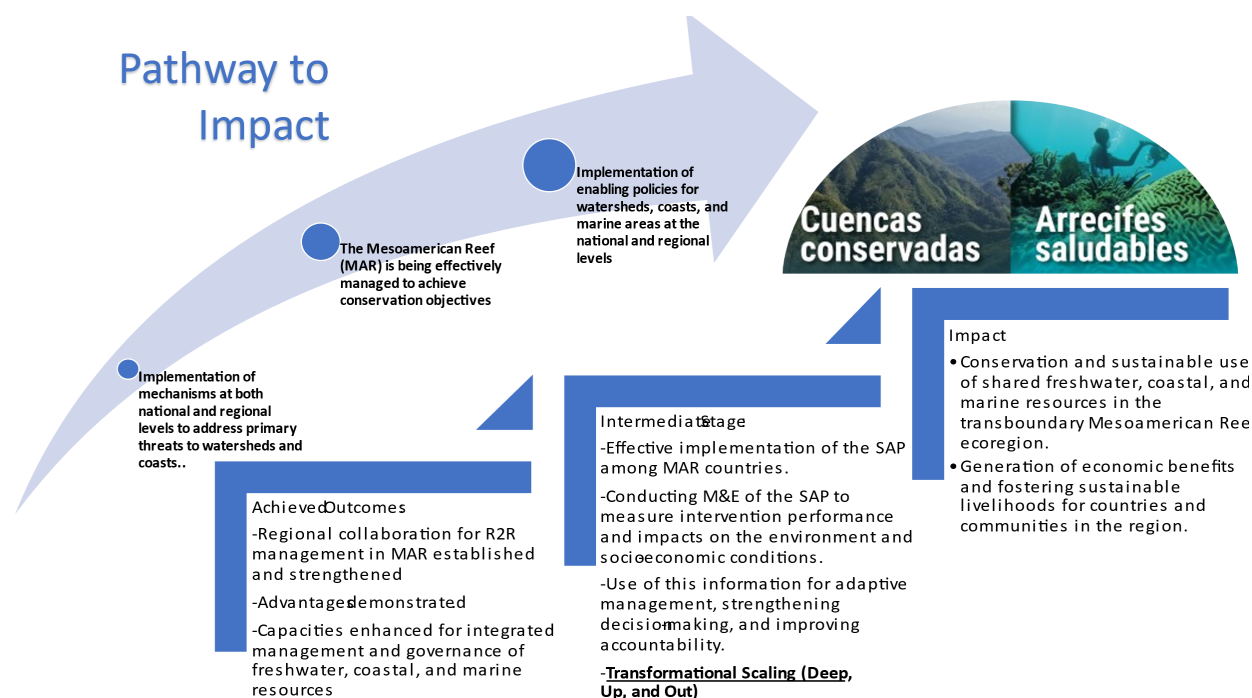 Pathway to
Impact
Implementation of
enabling policies for
watersheds, coasts, and
marine areas at the
national and regional
levels
The Mesoamerican Reef
(MAR) is being effectively
managed to achieve
conservation objectives
Implementation of
mechanisms at both
national and regional
levels to address primary
threats to watersheds and
coasts..
Cuencas
conservadas
Arrecifes
saludables
Achieved Outcomes
-Regional collaboration for R2R
management in MAR established
and strengthened
-Advantages demonstrated
-Capacities enhanced for integrated
management and governance of
freshwater, coastal, and marine
resources
Intermediate Stage:
-Effective implementation of the SAP
among MAR countries.
-Conducting M&E of the SAP to
measure intervention performance
and impacts on the environment and
socioeconomic conditions.
-Use of this information for adaptive
management, strengthening
decision-making, and improving
accountability.
-Transformational Scaling (Deep,
Up, and Out)
Impact
•Conservation and sustainable use
of shared freshwater, coastal, and
marine resources in the
transboundary Mesoamerican Ree
ecoregion.
•Generation of economic benefits
and fostering sustainable
livelihoods for countries and
communities in the region.